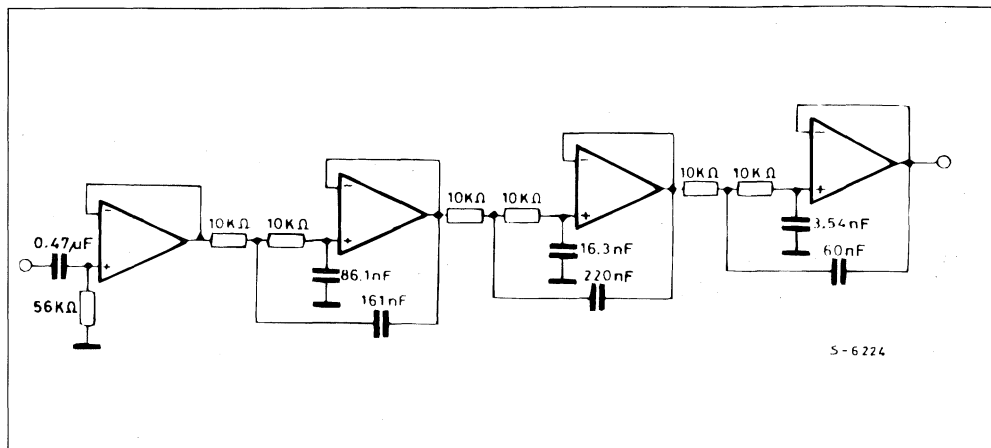 0.47µF
56KΩ
−
+
10KΩ
10KΩ
−
+
86.1nF
161nF
10KΩ
10KΩ
−
+
16.3nF
220nF
10KΩ
10KΩ
−
+
3.54nF
60nF
S-6224